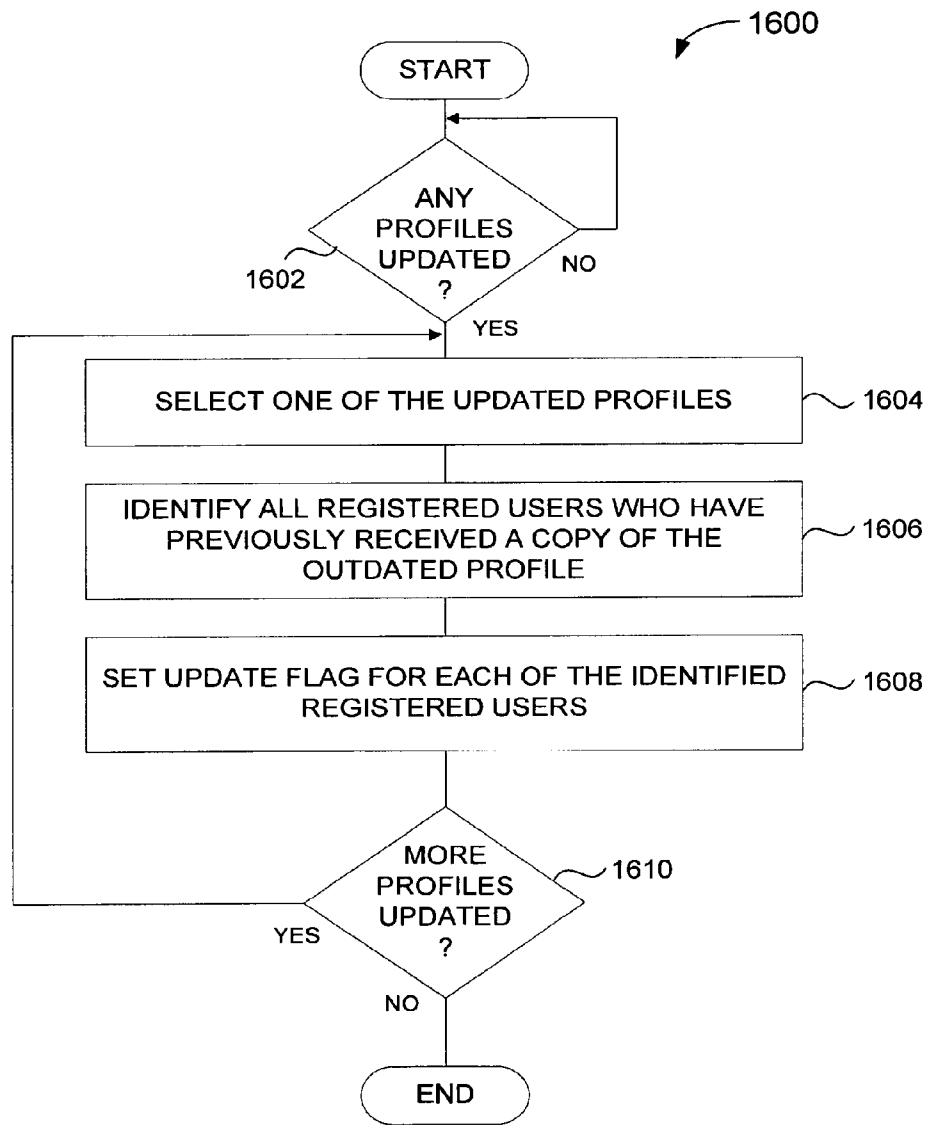 1600
START
ANY
PROFILES
UPDATED
?
1602
NO
YES
SELECT ONE OF THE UPDATED PROFILES
1604
IDENTIFY ALL REGISTERED USERS WHO HAVE
PREVIOUSLY RECEIVED A COPY OF THE
OUTDATED PROFILE
1606
SET UPDATE FLAG FOR EACH OF THE IDENTIFIED
REGISTERED USERS
1608
MORE
PROFILES
UPDATED
?
1610
YES
NO
END